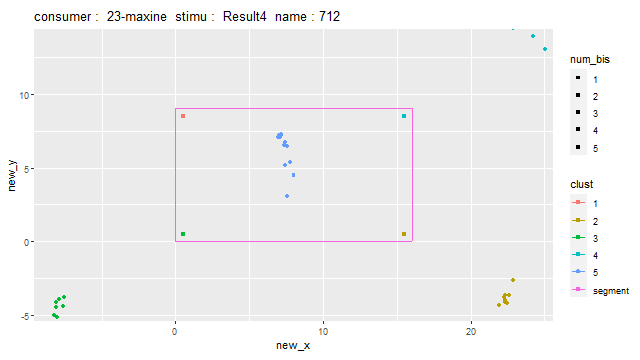 consumer :  23-maxine  stimu :  Result4  name : 712
num_bis
1
2
3
4
5
clust
1
2
3
4
5
segment
new_y
10
5
0
-5
0
10
20
new_x